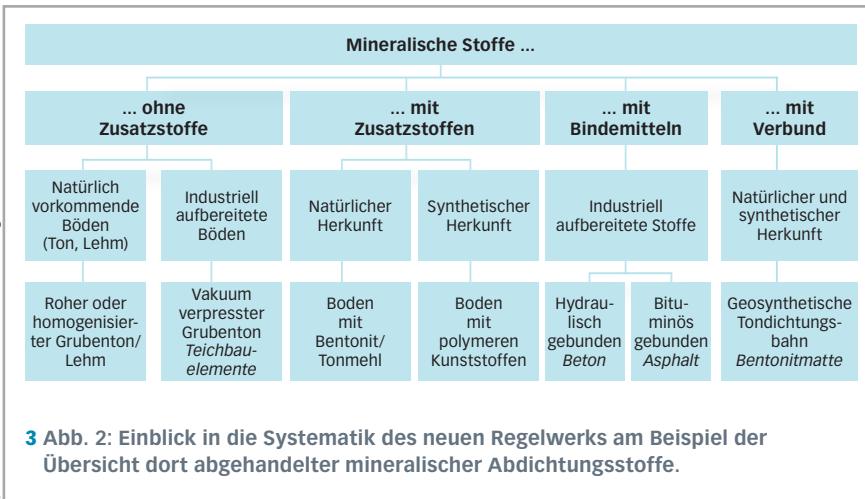 Mineralische Stoffe ...
... ohne
Zusatzstoffe
... mit
Zusatzstoffen
... mit
Bindemitteln
... mit
Verbund
Natürlich
vorkommende
Böden
(Ton, Lehm)
Industriell
aufbereitete
Böden
Natürlicher
Herkunft
Synthetischer
Herkunft
Industriell
aufbereitete Stoffe
Natürlicher und
synthetischer
Herkunft
Roher oder
homogenisier-
ter Grubenton/
Lehm
Vakuum
verpresster
Grubenton
Teichbau-
elemente
Boden
mit
Bentonit/
Tonmehl
Boden
mit
polymeren
Kunststoffen
Hydrau-
lisch
gebunden
Beton
Bitu-
minös
gebunden
Asphalt
Geosynthetische
Tondichtungs-
bahn
Bentonitmatte
3 Abb. 2: Einblick in die Systematik des neuen Regelwerks am Beispiel der
Übersicht dort abgehandelter mineralischer Abdichtungsstoffe.